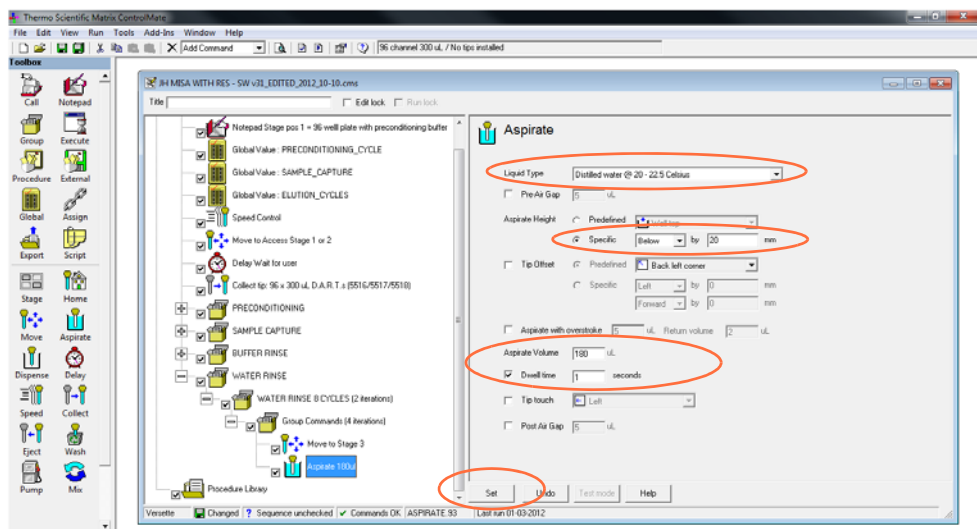 Thermo Scientific Matrix ControlMate
File Edit View Run Tools Add-Ins Window Help
Add Command 96 channel 300 uL / No tips installed
Toolbox
Call Notepad
Group Execute
Procedure External
Global Assign
Export Script
Stage Home
Move Aspirate
Dispense Delay
Speed Collect
Eject Wash
Pump Mix
JH MISA WITH RES - SW v31_EDITED_2012_10-10.cms
Title Edit lock Run lock
Notepad Stage pos 1 = 96 well plate with preconditioning buffer
Global Value : PRECONDITIONING_CYCLE
Global Value : SAMPLE_CAPTURE
Global Value : ELUTION_CYCLES
Speed Control
Move to Access Stage 1 or 2
Delay Wait for user
Collect tip: 96 x 300 uL D.A.R.T.s (5516/5517/5518)
PRECONDITIONING
SAMPLE CAPTURE
BUFFER RINSE
WATER RINSE
WATER RINSE 8 CYCLES (2 iterations)
Group Commands (4 iterations)
Move to Stage 3
Aspirate 180ul
Procedure Library
Aspirate
Liquid Type Distilled water @ 20 - 22.5 Celsius
Pre Air Gap 5 uL
Aspirate Height Predefined Well top
Specific Below by 20 mm
Tip Offset Predefined Back left corner
Specific Left by 0 mm
Forward by 0 mm
Aspirate with overstroke 5 uL Return volume 2 uL
Aspirate Volume 180 uL
Dwell time 1 seconds
Tip touch Left
Post Air Gap 5 uL
Set Undo Test mode Help
Versette Changed ? Sequence unchecked Commands OK ASPIRATE.93 Last run 01-03-2012